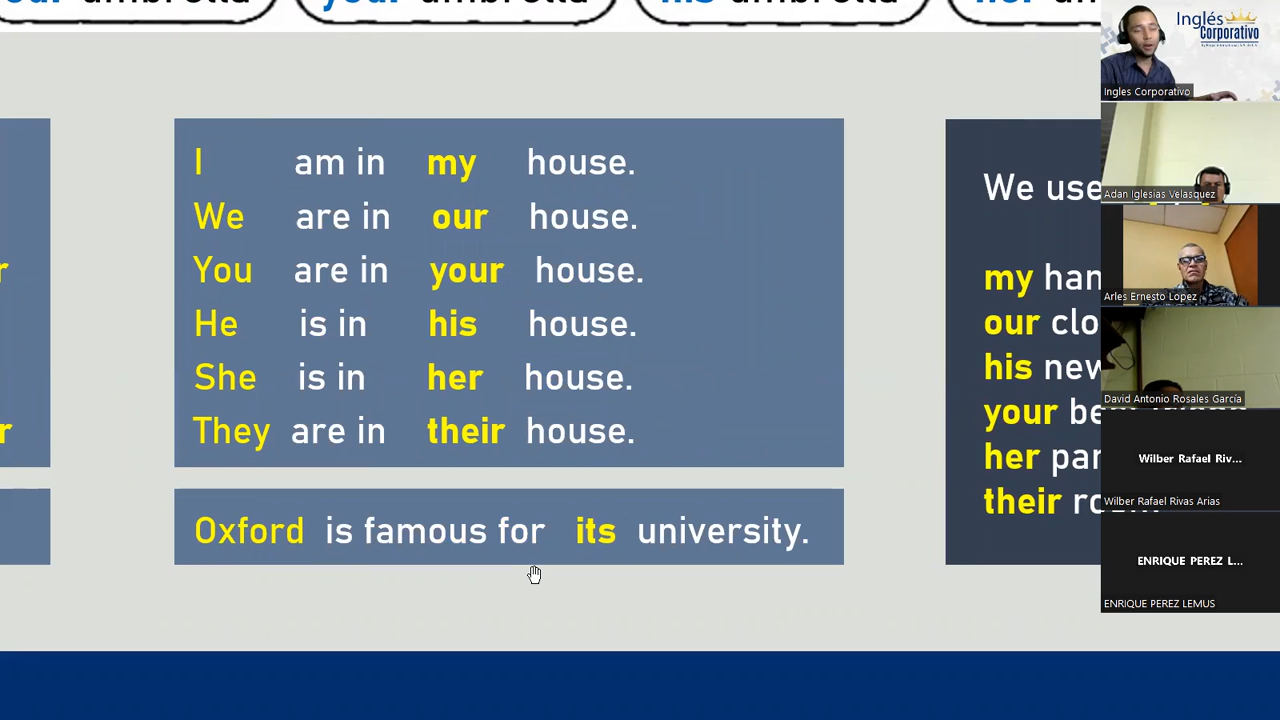 umbrella
your umbrella
his umbrella
her
I am in my house.
We are in our house.
You are in your house.
He is in his house.
She is in her house.
They are in their house.
Oxford is famous for its university.
We use
my
our
his new
your
her
their
Inglés
Corporativo
Ingles Corporativo
Adan Iglesias Velasquez
Arles Ernesto Lopez
David Antonio Rosales García
Wilber Rafael Riv...
Wilber Rafael Rivas Arias
ENRIQUE PEREZ L...
ENRIQUE PEREZ LEMUS